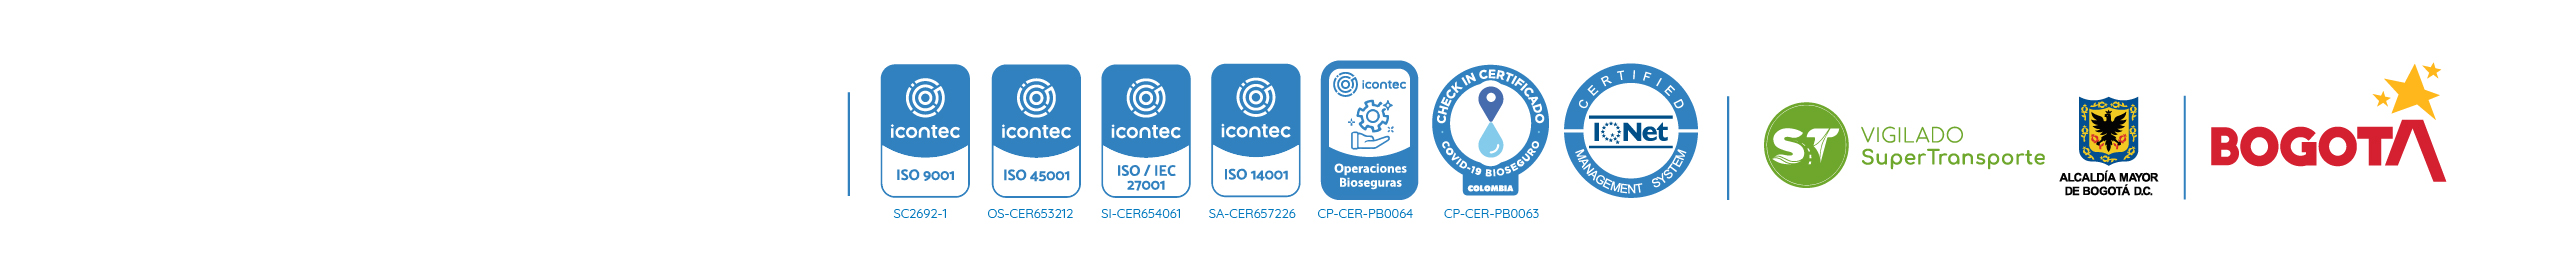 icontec
ISO 9001
SC2692-1
icontec
ISO 45001
OS-CER653212
icontec
ISO / IEC
27001
SI-CER654061
icontec
ISO 14001
SA-CER657226
icontec
Operaciones
Bioseguras
CP-CER-PB0064
CHECK IN CERTIFICADO
COVID-19 BIOSEGURO
COLOMBIA
CP-CER-PB0063
CERTIFIED
IQNet
MANAGEMENT SYSTEM
ST
VIGILADO
SuperTransporte
ALCALDÍA MAYOR
DE BOGOTÁ D.C.
BOGOTÁ